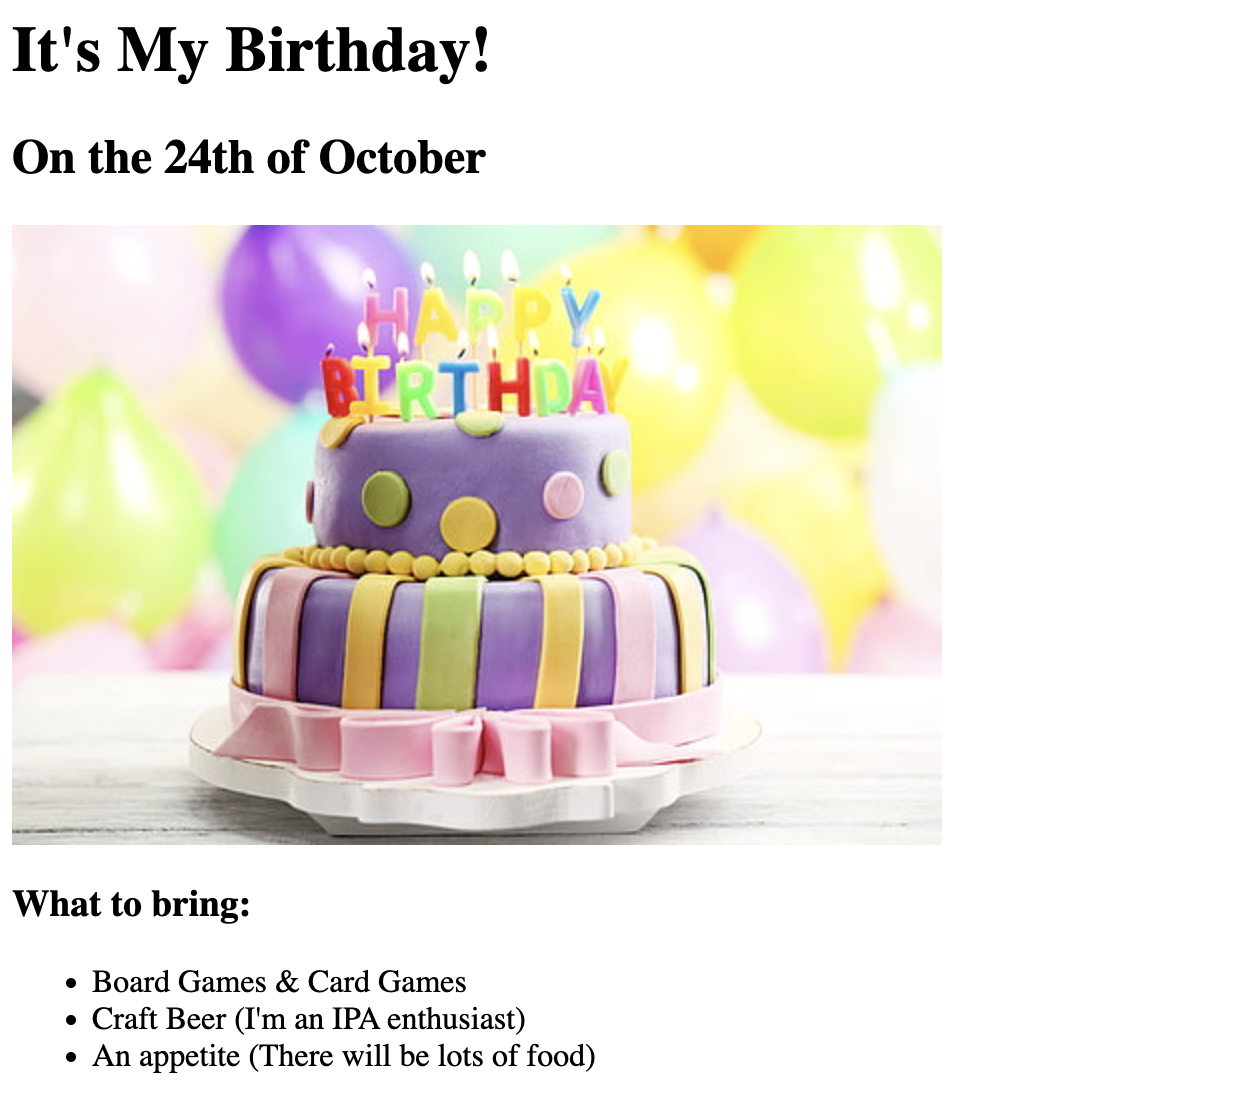 It's My Birthday!
On the 24th of October
HAPPY
BIRTHDAY
What to bring:
Board Games & Card Games
Craft Beer (I'm an IPA enthusiast)
An appetite (There will be lots of food)